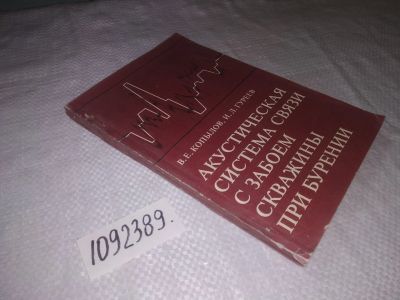 В. Е. КОПЫЛОВ, И. Л. ГУРЕЕВ
АКУСТИЧЕСКАЯ
СИСТЕМА СВЯЗИ
С ЗАБОЕМ
СКВАЖИНЫ
ПРИ БУРЕНИИ
1092389.